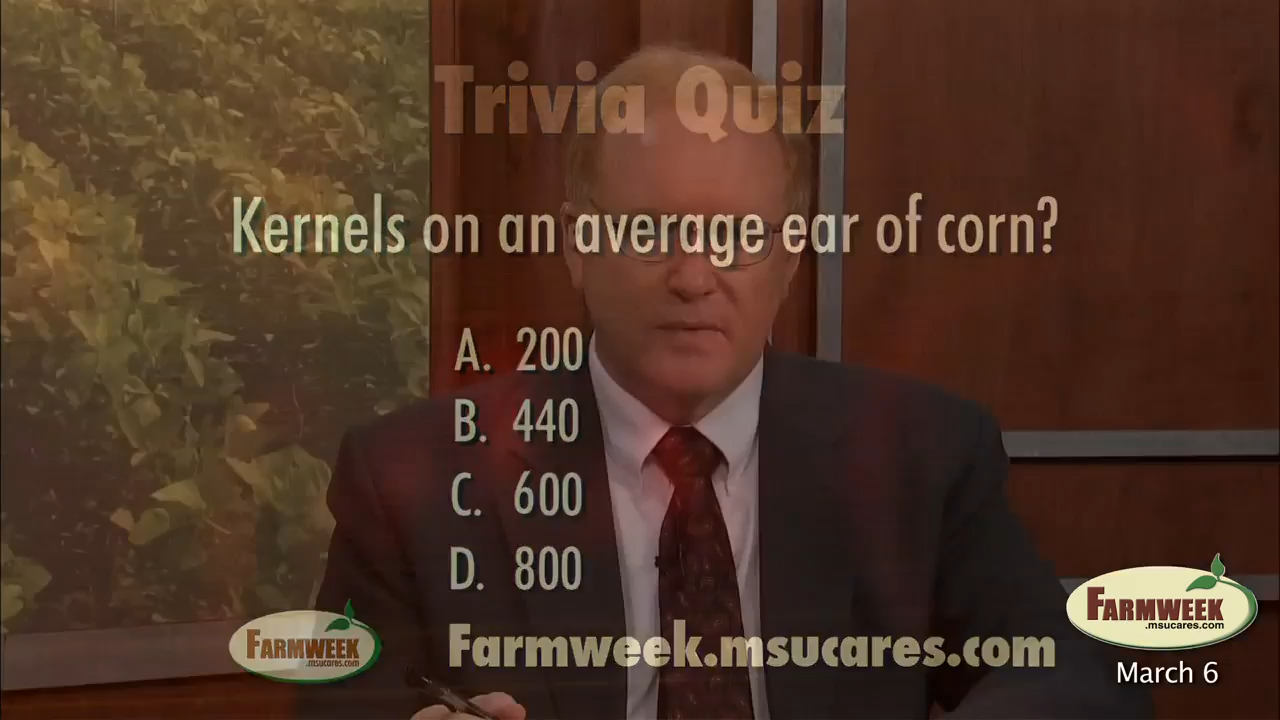 Trivia Quiz
Kernels on an average ear of corn?
A. 200
B. 440
C. 600
D. 800
FARMWEEK
.msucares.com
Farmweek.msucares.com
FARMWEEK
.msucares.com
March 6